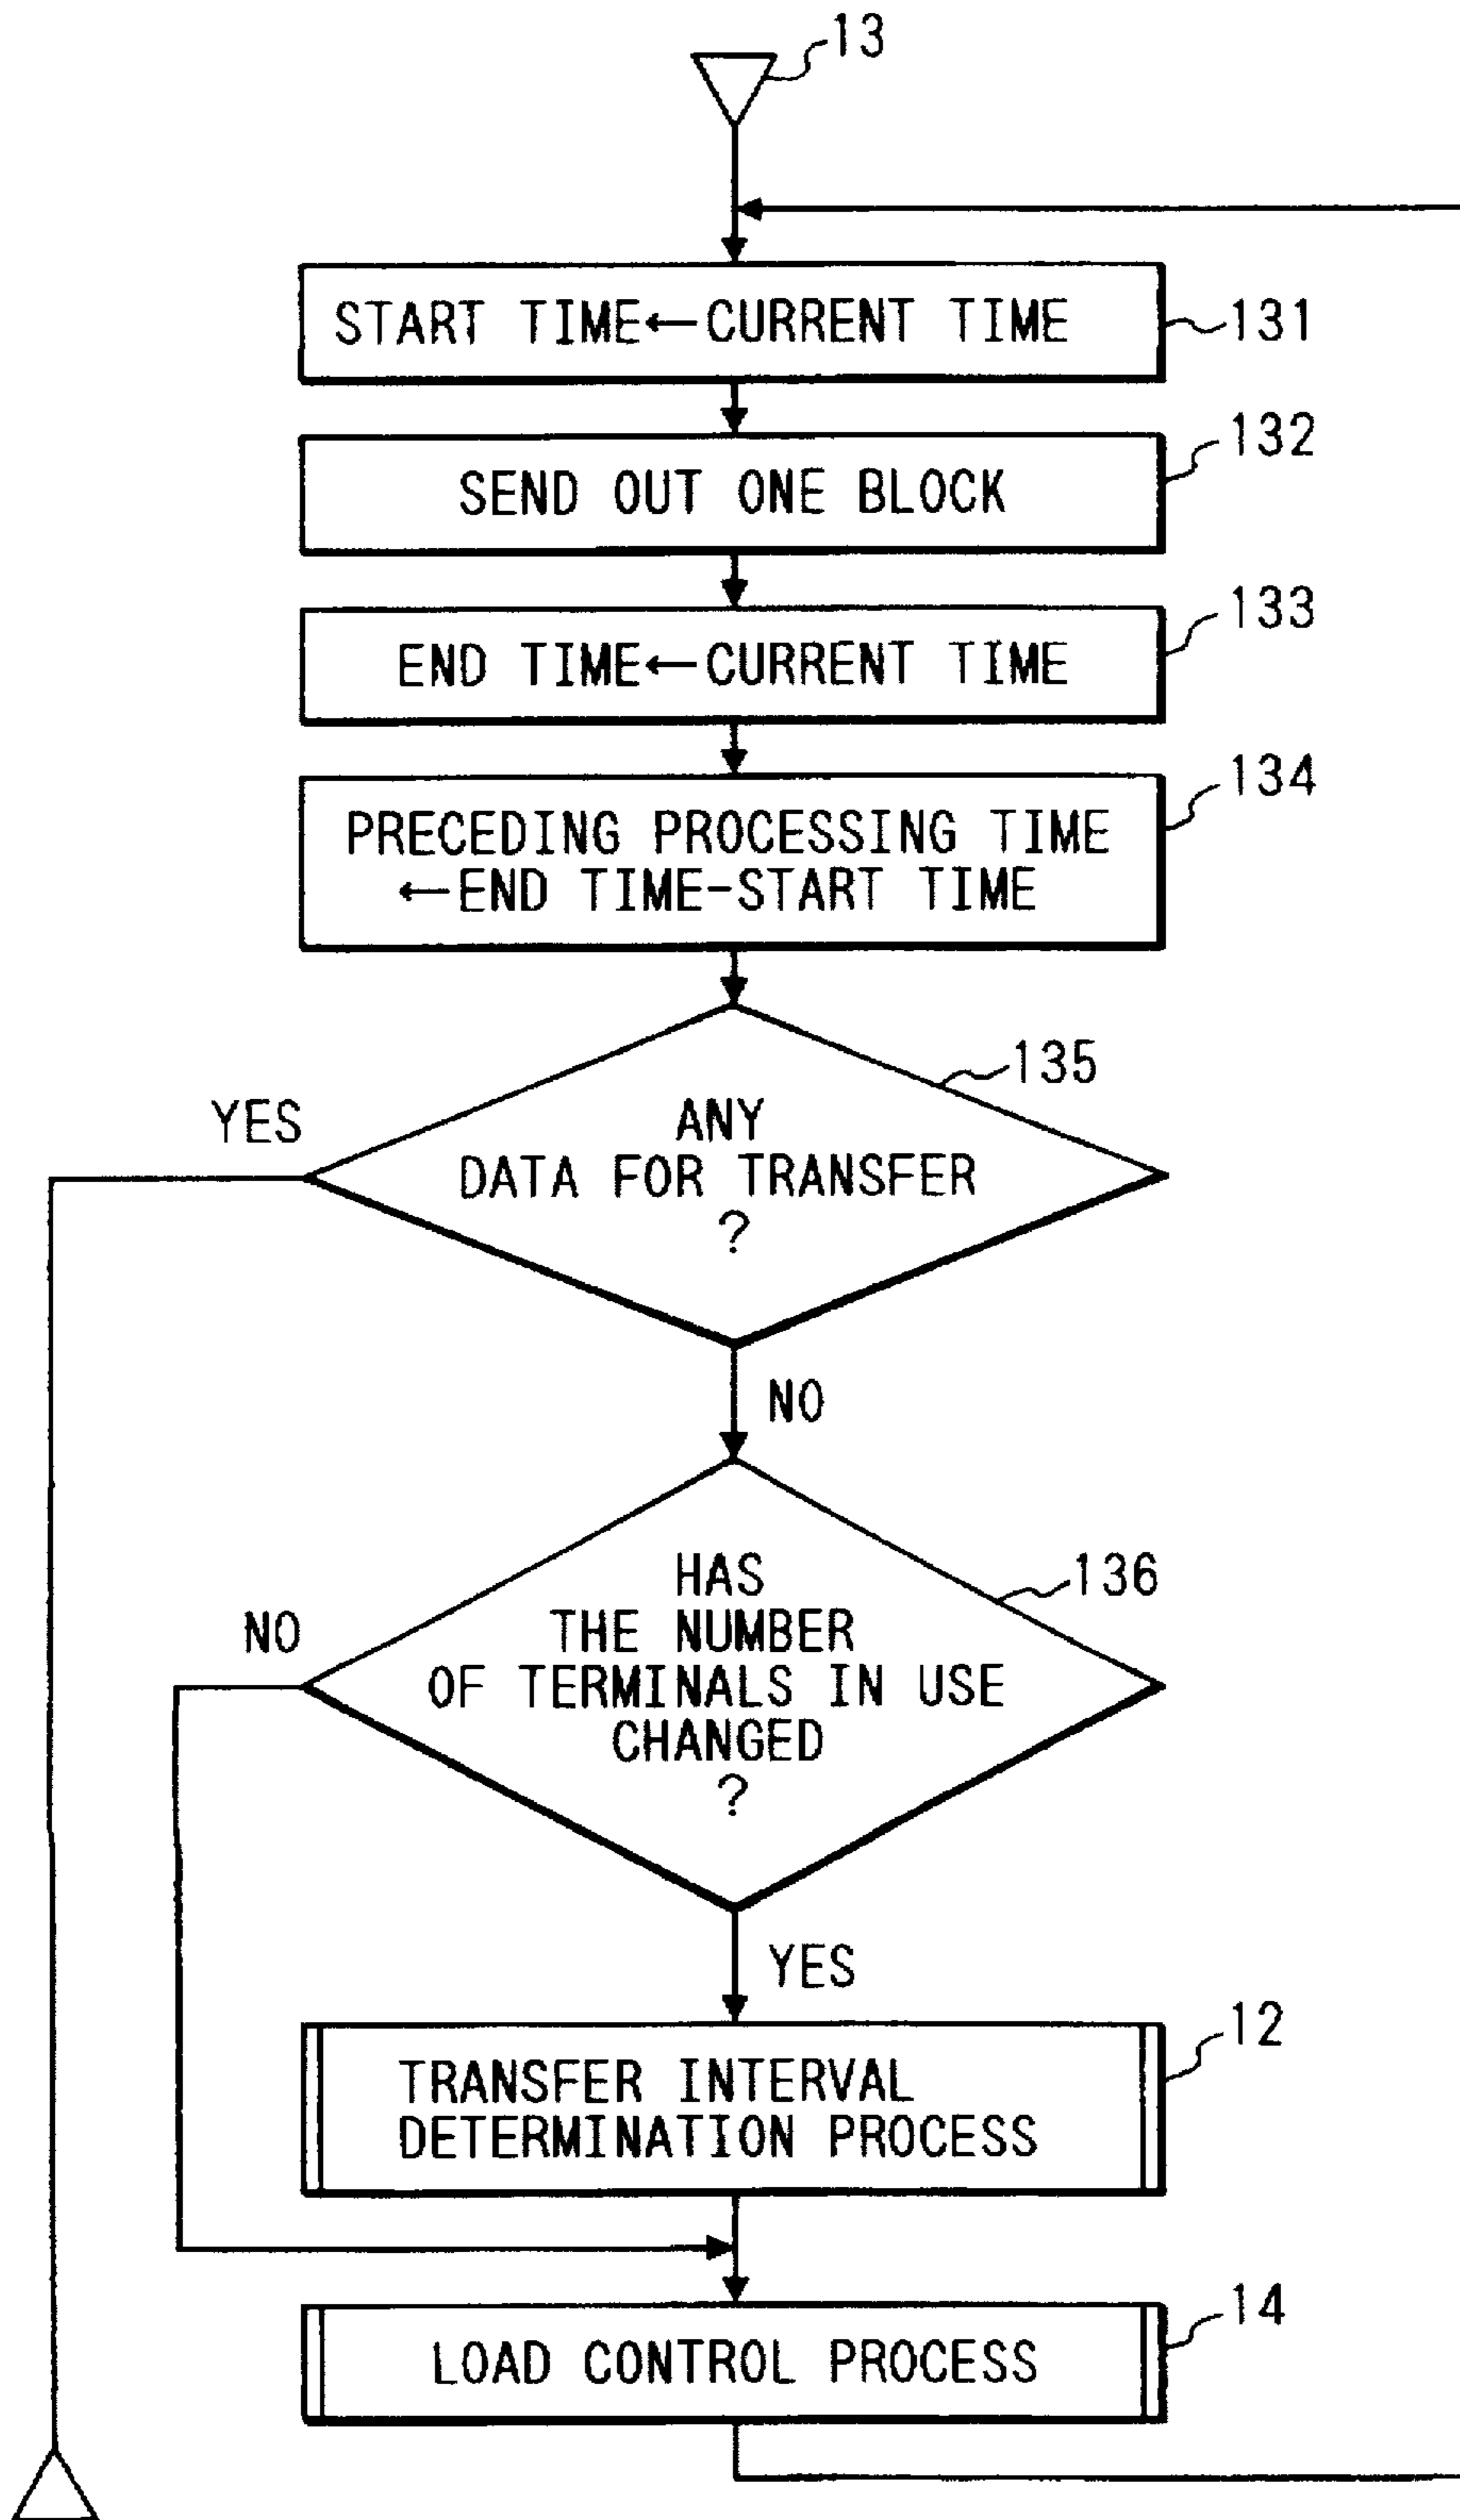 13
START TIME←CURRENT TIME
131
SEND OUT ONE BLOCK
132
END TIME←CURRENT TIME
133
PRECEDING PROCESSING TIME
←END TIME-START TIME
134
135
YES
ANY
DATA FOR TRANSFER
?
NO
136
HAS
THE NUMBER
OF TERMINALS IN USE
CHANGED
?
NO
YES
12
TRANSFER INTERVAL
DETERMINATION PROCESS
14
LOAD CONTROL PROCESS